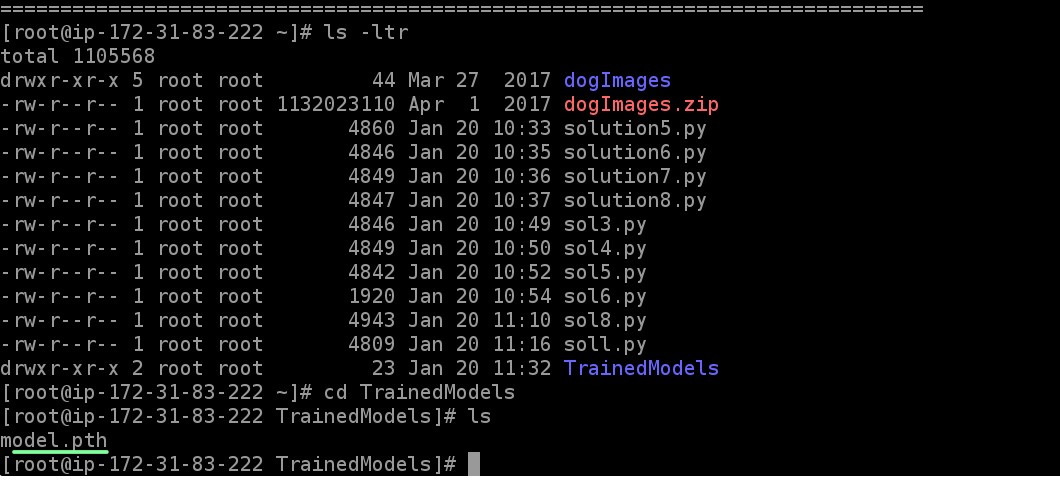 ==============================================================================
[root@ip-172-31-83-222 ~]# ls -ltr
total 1105568
drwxr-xr-x 5 root root         44 Mar 27  2017 dogImages
-rw-r--r-- 1 root root 1132023110 Apr  1  2017 dogImages.zip
-rw-r--r-- 1 root root       4860 Jan 20 10:33 solution5.py
-rw-r--r-- 1 root root       4846 Jan 20 10:35 solution6.py
-rw-r--r-- 1 root root       4849 Jan 20 10:36 solution7.py
-rw-r--r-- 1 root root       4847 Jan 20 10:37 solution8.py
-rw-r--r-- 1 root root       4846 Jan 20 10:49 sol3.py
-rw-r--r-- 1 root root       4849 Jan 20 10:50 sol4.py
-rw-r--r-- 1 root root       4842 Jan 20 10:52 sol5.py
-rw-r--r-- 1 root root       1920 Jan 20 10:54 sol6.py
-rw-r--r-- 1 root root       4943 Jan 20 11:10 sol8.py
-rw-r--r-- 1 root root       4809 Jan 20 11:16 soll.py
drwxr-xr-x 2 root root         23 Jan 20 11:32 TrainedModels
[root@ip-172-31-83-222 ~]# cd TrainedModels
[root@ip-172-31-83-222 TrainedModels]# ls
model.pth
[root@ip-172-31-83-222 TrainedModels]#